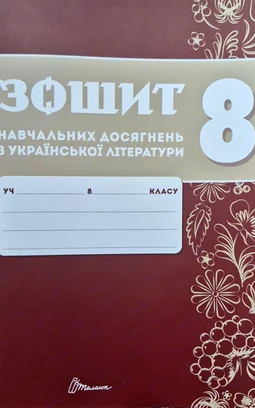 ЗОШИТ 8
НАВЧАЛЬНИХ ДОСЯГНЕНЬ
З УКРАЇНСЬКОЇ ЛІТЕРАТУРИ
УЧ 8 КЛАСУ
Талант